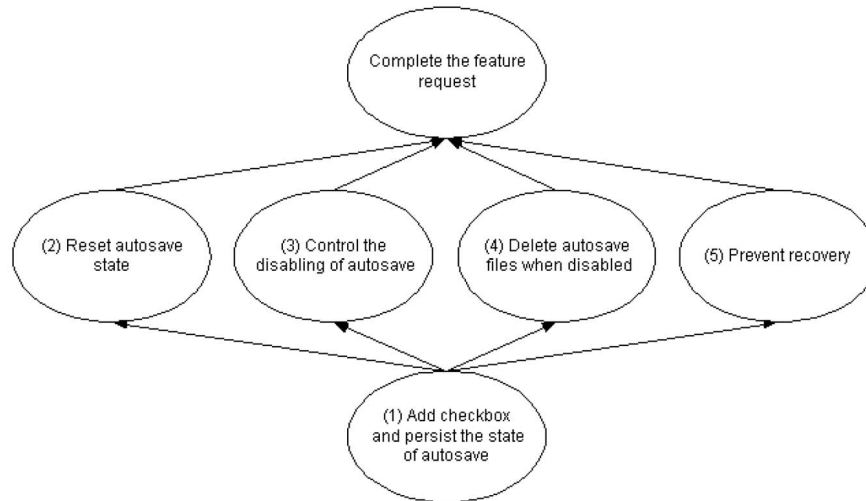 Complete the feature
request
(2) Reset autosave
state
(3) Control the
disabling of autosave
(4) Delete autosave
files when disabled
(5) Prevent recovery
(1) Add checkbox
and persist the state
of autosave